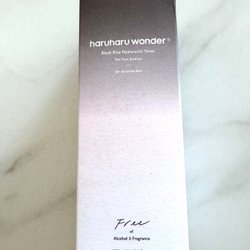 haruharu wonder®
Black Rice Hyaluronic Toner
For Sensitive Skin
Free
of
Alcohol & Fragrance